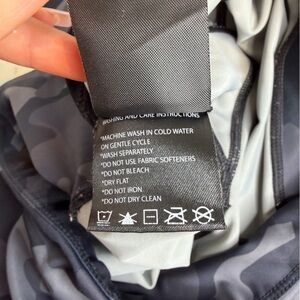 WASHING AND CARE INSTRUCTIONS
*MACHINE WASH IN COLD WATER
ON GENTLE CYCLE
*WASH SEPARATELY
*DO NOT USE FABRIC SOFTENERS
*DO NOT BLEACH
*DRY FLAT
*DO NOT IRON
*DO NOT DRY CLEAN